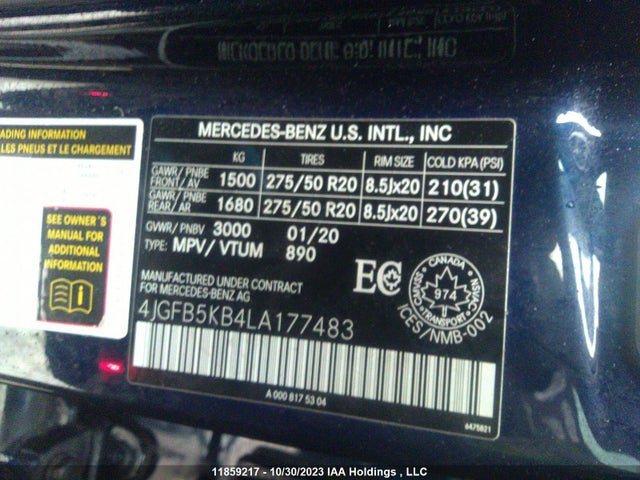 MERCEDES-BENZ U.S. INTL., INC
KG TIRES RIM SIZE COLD KPA (PSI)
GAWR/ PNBE FRONT/ AV 1500 275/50 R20 8.5Jx20 210(31)
GAWR/ PNBE REAR/ AR 1680 275/50 R20 8.5Jx20 270(39)
GVWR/ PNBV 3000 01/20
TYPE: MPV/ VTUM 890
MANUFACTURED UNDER CONTRACT
FOR MERCEDES-BENZ AG
EC
CANADA
974
TRANSPORT
ICES/NMB-002
4JGFB5KB4LA177483
A 000 817 53 04
6475821
ADING INFORMATION
LES PNEUS ET LE CHARGEMENT
SEE OWNER'S
MANUAL FOR
ADDITIONAL
INFORMATION
11859217 - 10/30/2023 IAA Holdings , LLC